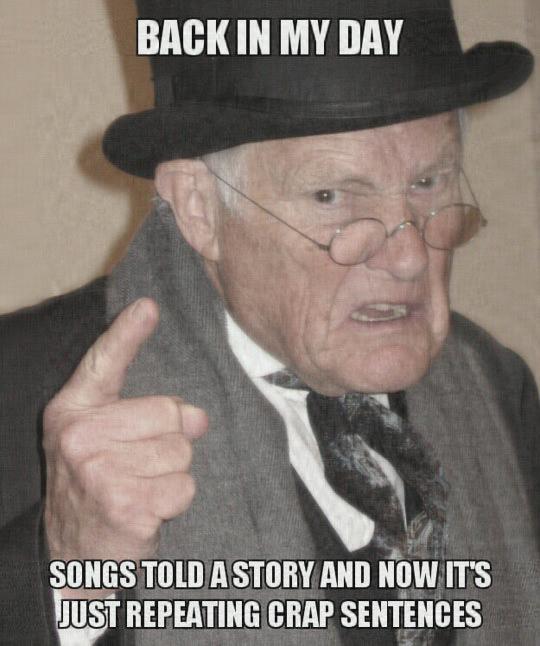 BACK IN MY DAY
SONGS TOLD A STORY AND NOW IT'S
JUST REPEATING CRAP SENTENCES